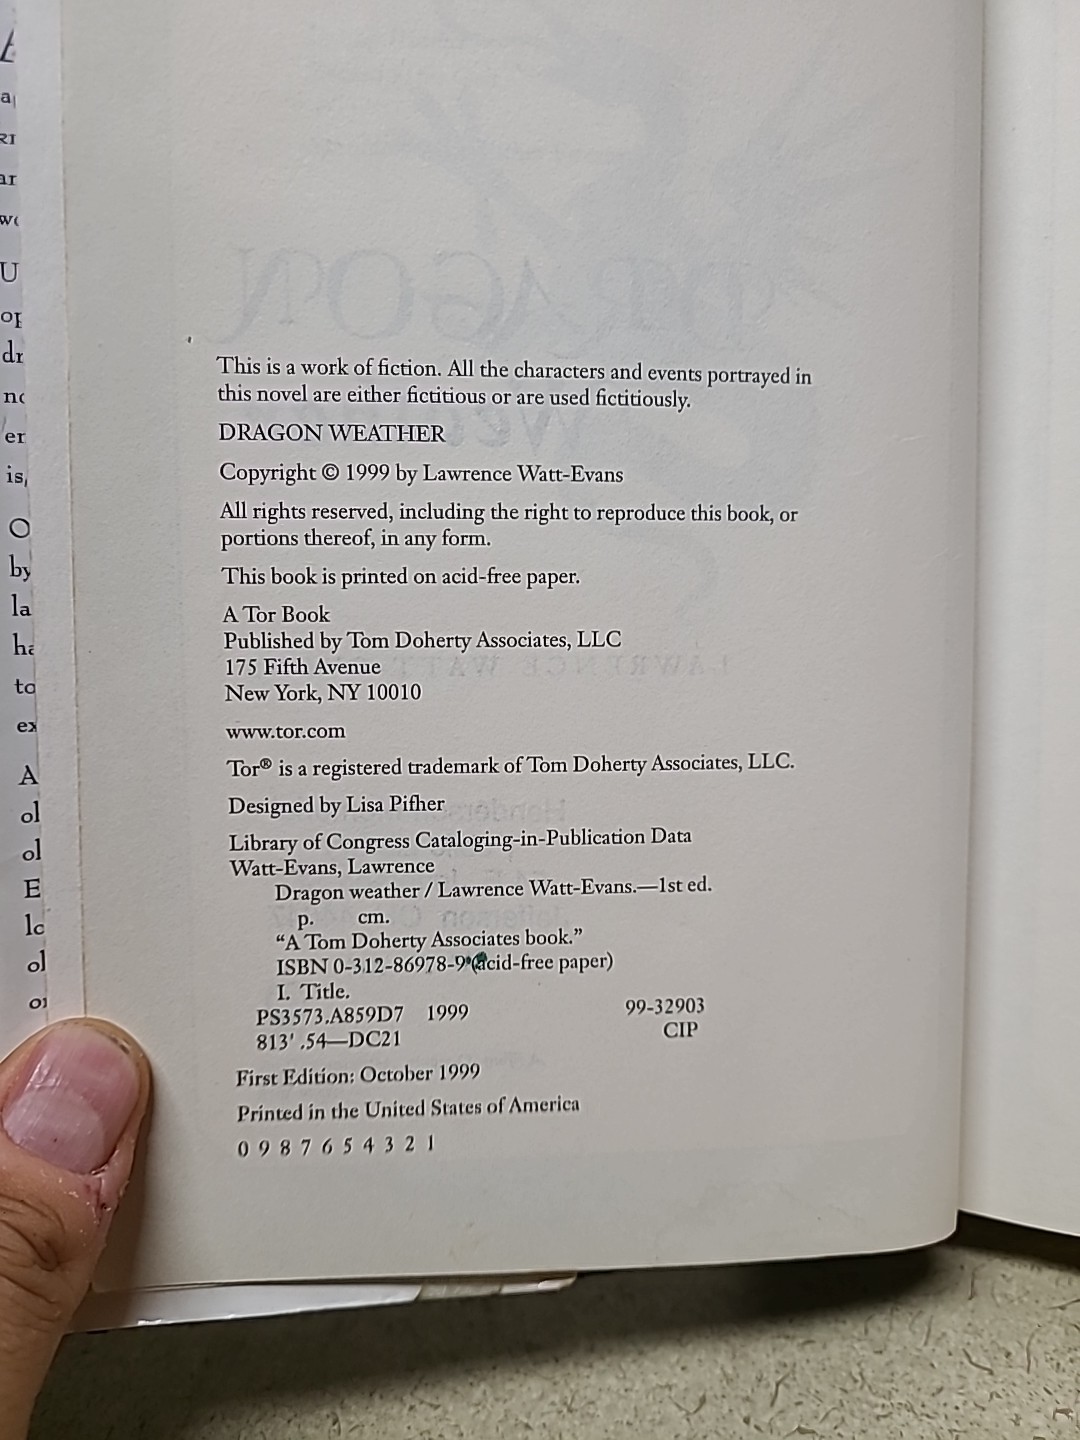 This is a work of fiction. All the characters and events portrayed in
this novel are either fictitious or are used fictitiously.
DRAGON WEATHER
Copyright © 1999 by Lawrence Watt-Evans
All rights reserved, including the right to reproduce this book, or
portions thereof, in any form.
This book is printed on acid-free paper.
A Tor Book
Published by Tom Doherty Associates, LLC
175 Fifth Avenue
New York, NY 10010
www.tor.com
Tor® is a registered trademark of Tom Doherty Associates, LLC.
Designed by Lisa Pifher
Library of Congress Cataloging-in-Publication Data
Watt-Evans, Lawrence
Dragon weather / Lawrence Watt-Evans.—1st ed.
p. cm.
“A Tom Doherty Associates book.”
ISBN 0-312-86978-9 (acid-free paper)
I. Title.
PS3573.A859D7 1999 99-32903
813' .54—DC21 CIP
First Edition: October 1999
Printed in the United States of America
0 9 8 7 6 5 4 3 2 1